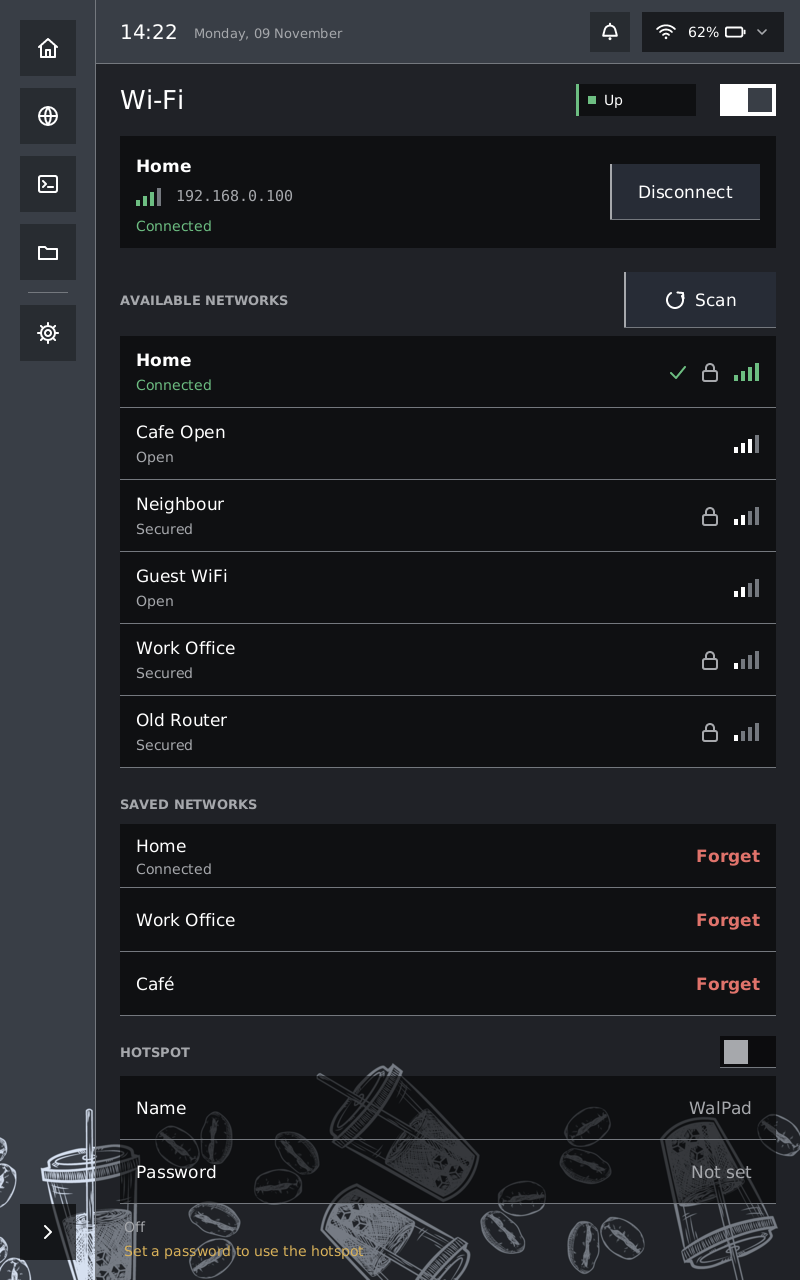 14:22 Monday, 09 November 62%
Wi-Fi Up
Home
192.168.0.100
Connected
Disconnect
AVAILABLE NETWORKS Scan
Home
Connected
Cafe Open
Open
Neighbour
Secured
Guest WiFi
Open
Work Office
Secured
Old Router
Secured
SAVED NETWORKS
Home
Connected
Forget
Work Office Forget
Café Forget
HOTSPOT
Name WalPad
Password Not set
Off
Set a password to use the hotspot